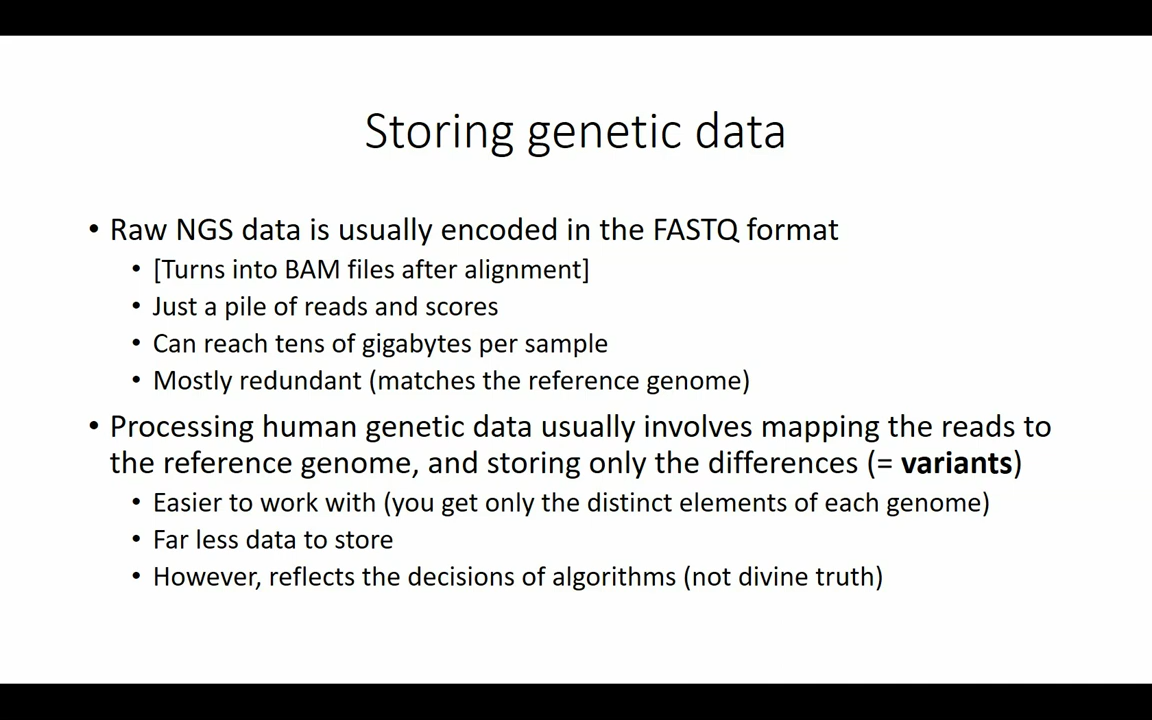 Storing genetic data
• Raw NGS data is usually encoded in the FASTQ format
• [Turns into BAM files after alignment]
• Just a pile of reads and scores
• Can reach tens of gigabytes per sample
• Mostly redundant (matches the reference genome)
• Processing human genetic data usually involves mapping the reads to
the reference genome, and storing only the differences (= variants)
• Easier to work with (you get only the distinct elements of each genome)
• Far less data to store
• However, reflects the decisions of algorithms (not divine truth)